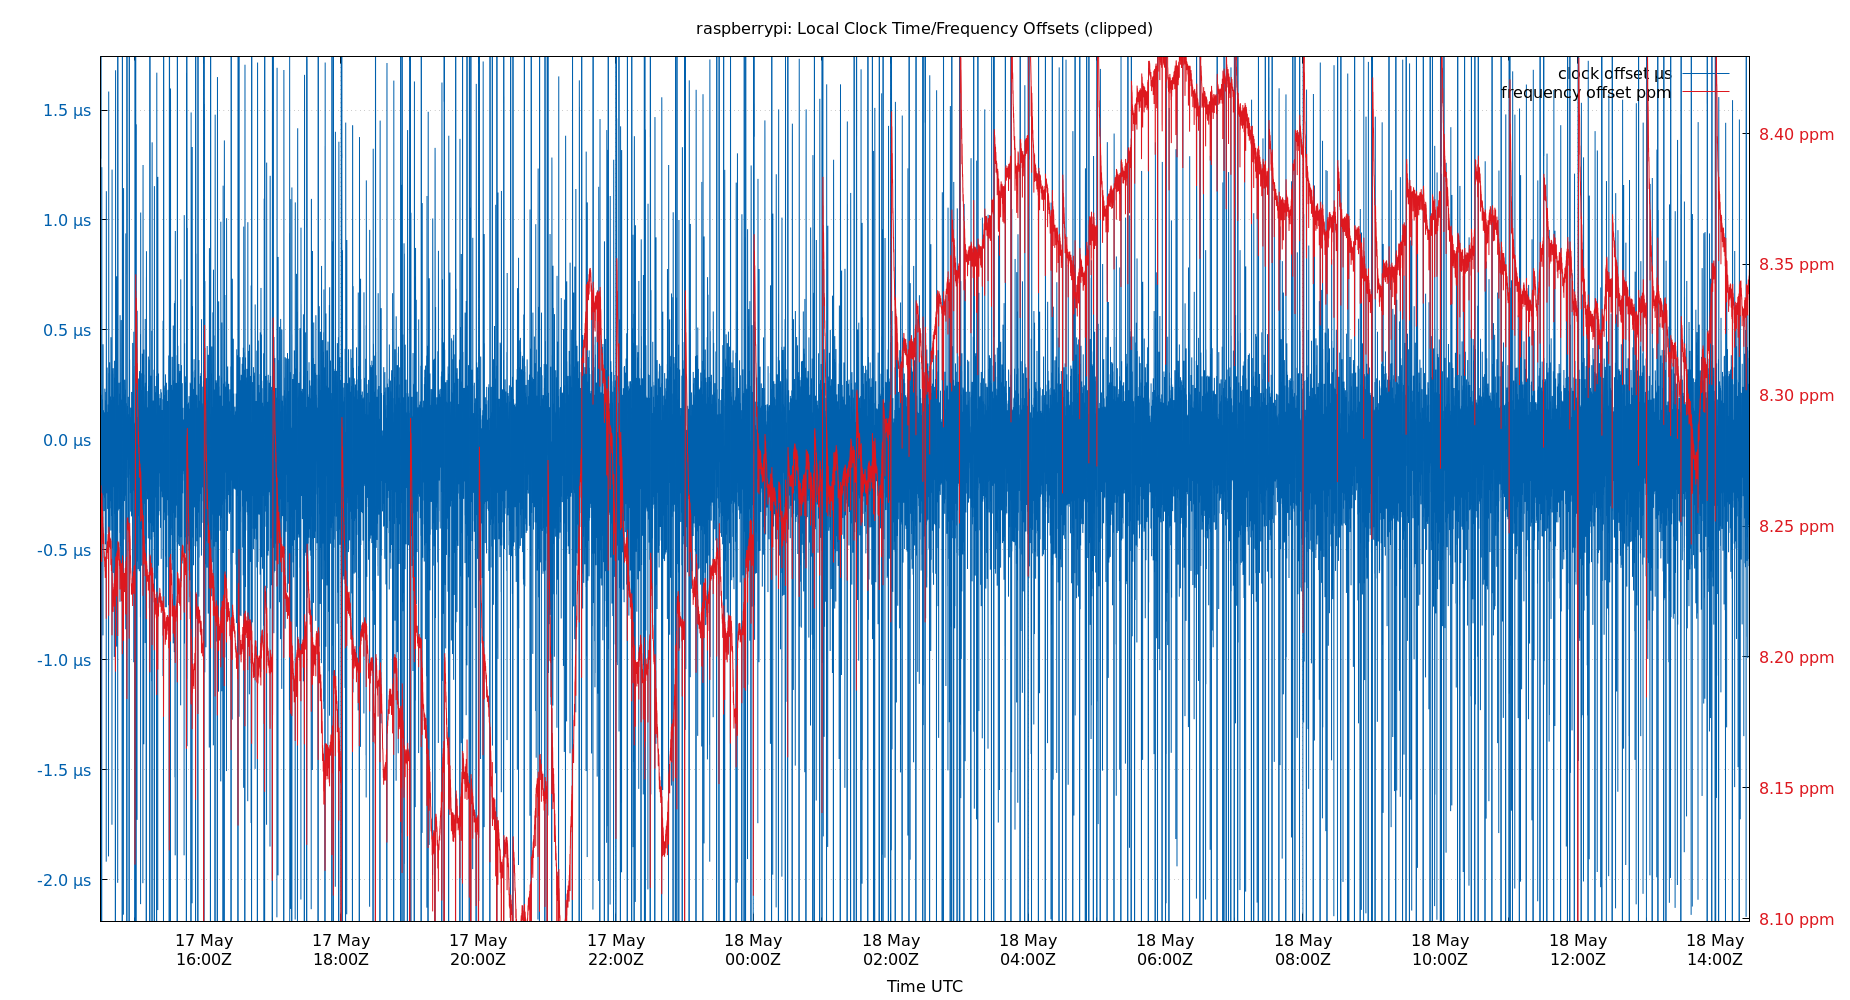 raspberrypi: Local Clock Time/Frequency Offsets (clipped)
clock offset µs
frequency offset ppm
1.5 µs
1.0 µs
0.5 µs
0.0 µs
-0.5 µs
-1.0 µs
-1.5 µs
-2.0 µs
8.40 ppm
8.35 ppm
8.30 ppm
8.25 ppm
8.20 ppm
8.15 ppm
8.10 ppm
17 May
16:00Z
17 May
18:00Z
17 May
20:00Z
17 May
22:00Z
18 May
00:00Z
18 May
02:00Z
18 May
04:00Z
18 May
06:00Z
18 May
08:00Z
18 May
10:00Z
18 May
12:00Z
18 May
14:00Z
Time UTC